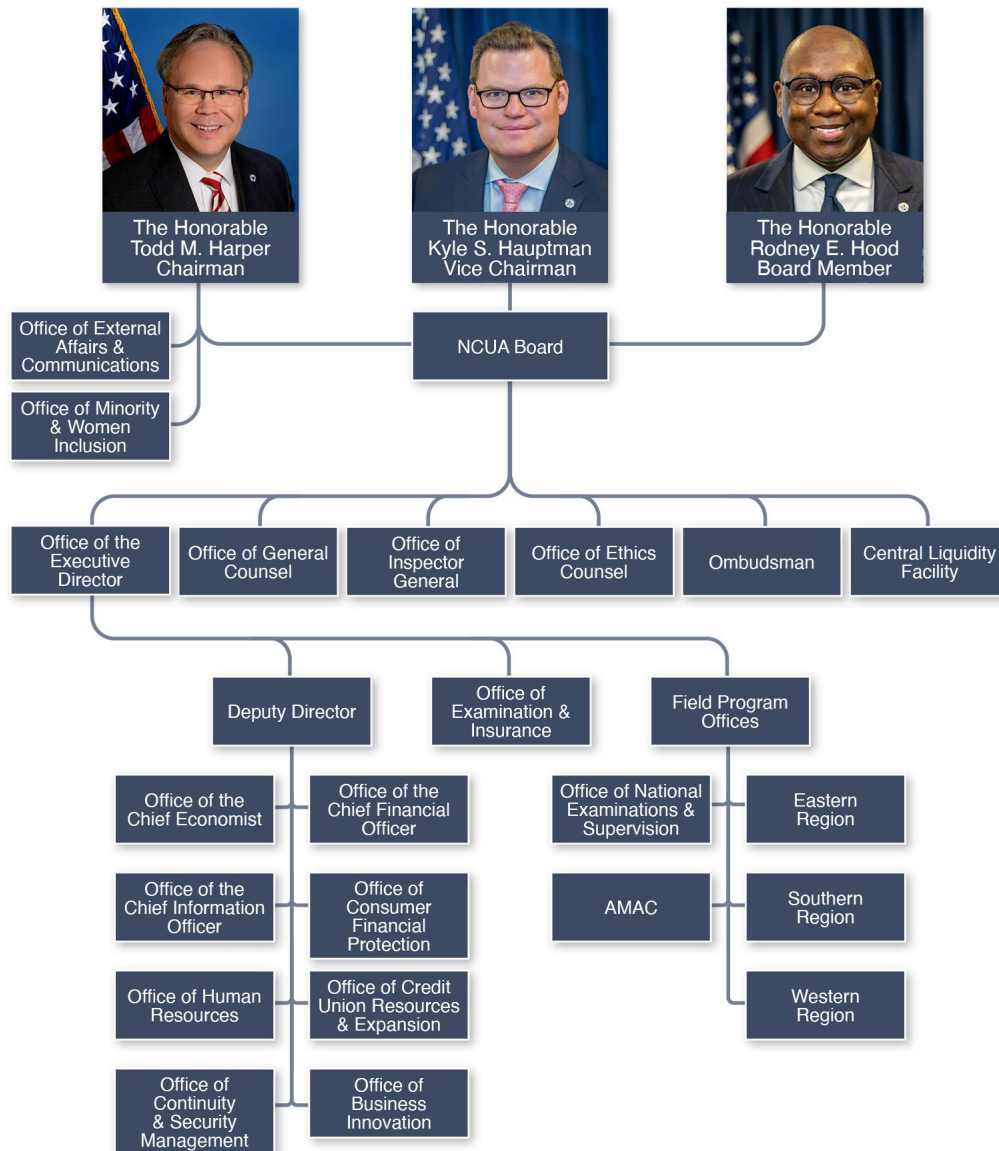 The Honorable
Todd M. Harper
Chairman
The Honorable
Kyle S. Hauptman
Vice Chairman
The Honorable
Rodney E. Hood
Board Member
Office of External
Affairs &
Communications
NCUA Board
Office of Minority
& Women
Inclusion
Office of the
Executive
Director
Office of General
Counsel
Office of
Inspector
General
Office of Ethics
Counsel
Ombudsman
Central Liquidity
Facility
Deputy Director
Office of
Examination &
Insurance
Field Program
Offices
Office of the
Chief Economist
Office of the
Chief Financial
Officer
Office of National
Examinations &
Supervision
Eastern
Region
Office of the
Chief Information
Officer
Office of
Consumer
Financial
Protection
AMAC
Southern
Region
Office of Human
Resources
Office of Credit
Union Resources
& Expansion
Western
Region
Office of
Continuity
& Security
Management
Office of
Business
Innovation